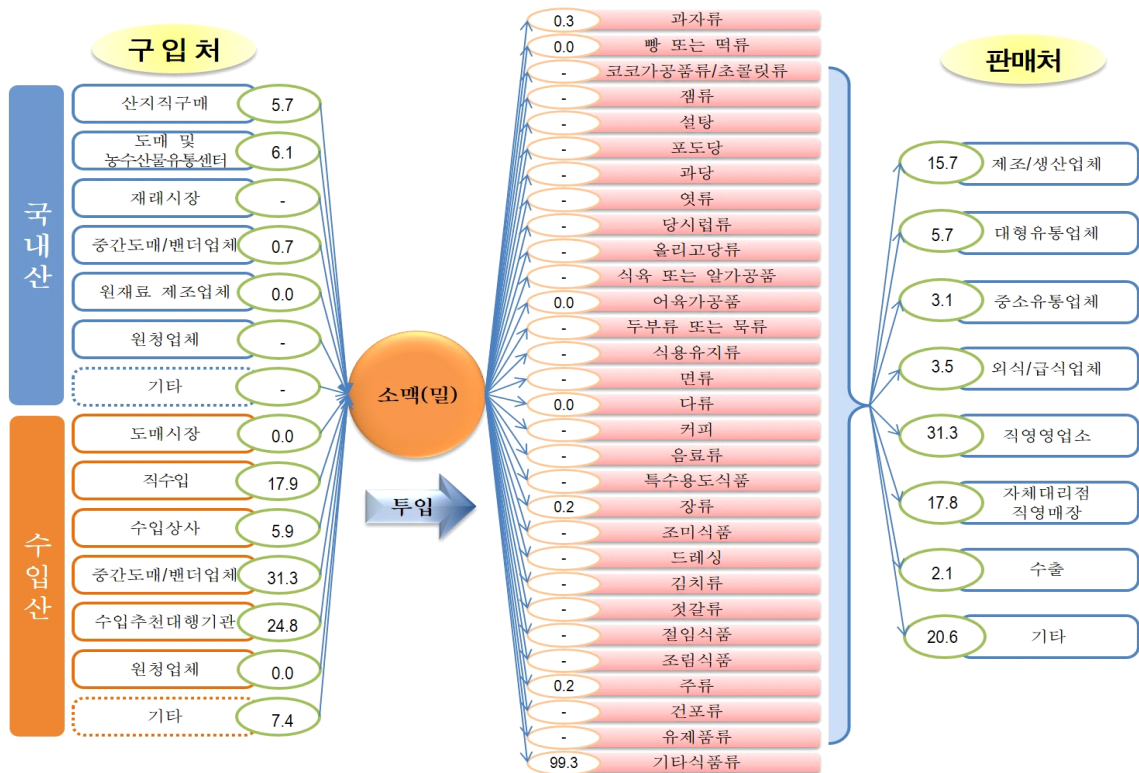 구입처
국내산
산지직구매 5.7
도매 및
농수산물유통센터 6.1
재래시장 -
중간도매/밴더업체 0.7
원재료 제조업체 0.0
원청업체 -
기타 -
수입산
도매시장 0.0
직수입 17.9
수입상사 5.9
중간도매/밴더업체 31.3
수입추천대행기관 24.8
원청업체 0.0
기타 7.4
소맥(밀)
투입
0.3 과자류
0.0 빵 또는 떡류
- 코코가공품류/초콜릿류
- 잼류
- 설탕
- 포도당
- 과당
- 엿류
- 당시럽류
- 올리고당류
- 식육 또는 알가공품
0.0 어육가공품
- 두부류 또는 묵류
- 식용유지류
- 면류
0.0 다류
- 커피
- 음료류
- 특수용도식품
0.2 장류
- 조미식품
- 드레싱
- 김치류
- 젓갈류
- 절임식품
- 조림식품
0.2 주류
- 건포류
- 유제품류
99.3 기타식품류
판매처
15.7 제조/생산업체
5.7 대형유통업체
3.1 중소유통업체
3.5 외식/급식업체
31.3 직영영업소
17.8 자체대리점
직영매장
2.1 수출
20.6 기타